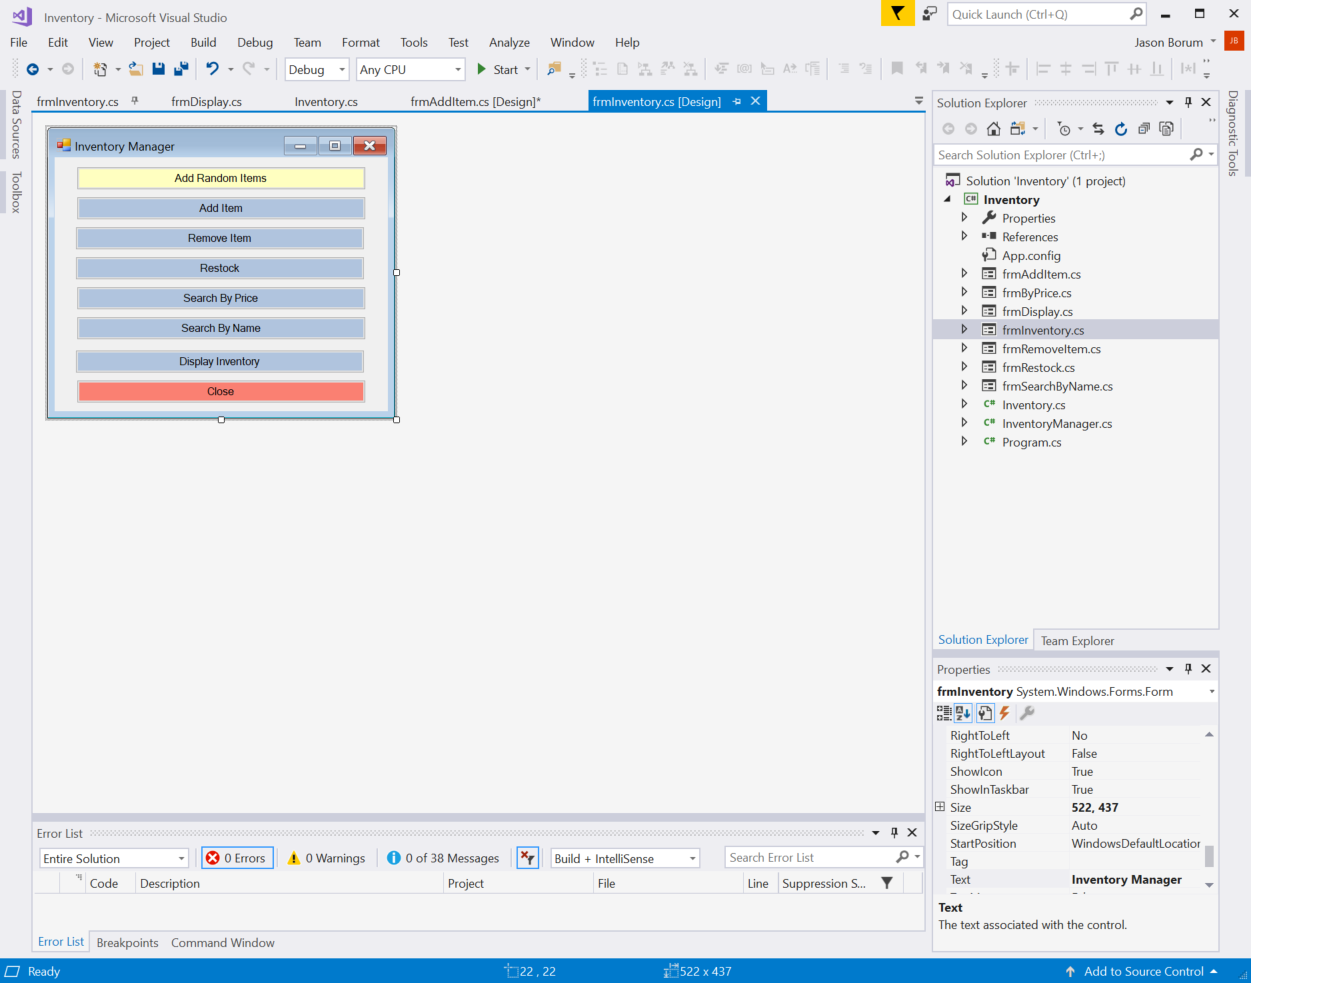 Inventory - Microsoft Visual Studio
Quick Launch (Ctrl+Q)
File Edit View Project Build Debug Team Format Tools Test Analyze Window Help
Jason Borum
JB
Debug Any CPU Start
Data Sources
Toolbox
frmInventory.cs frmDisplay.cs Inventory.cs frmAddItem.cs [Design]* frmInventory.cs [Design]
Inventory Manager
Add Random Items
Add Item
Remove Item
Restock
Search By Price
Search By Name
Display Inventory
Close
Solution Explorer
Search Solution Explorer (Ctrl+;)
Solution 'Inventory' (1 project)
C# Inventory
Properties
References
App.config
frmAddItem.cs
frmByPrice.cs
frmDisplay.cs
frmInventory.cs
frmRemoveItem.cs
frmRestock.cs
frmSearchByName.cs
C# Inventory.cs
C# InventoryManager.cs
C# Program.cs
Solution Explorer Team Explorer
Diagnostic Tools
Properties
frmInventory System.Windows.Forms.Form
RightToLeft No
RightToLeftLayout False
ShowIcon True
ShowInTaskbar True
Size 522, 437
SizeGripStyle Auto
StartPosition WindowsDefaultLocation
Tag
Text Inventory Manager
Text
The text associated with the control.
Error List
Entire Solution 0 Errors 0 Warnings 0 of 38 Messages Build + IntelliSense Search Error List
Code Description Project File Line Suppression S...
Error List Breakpoints Command Window
Ready 22 , 22 522 x 437 Add to Source Control